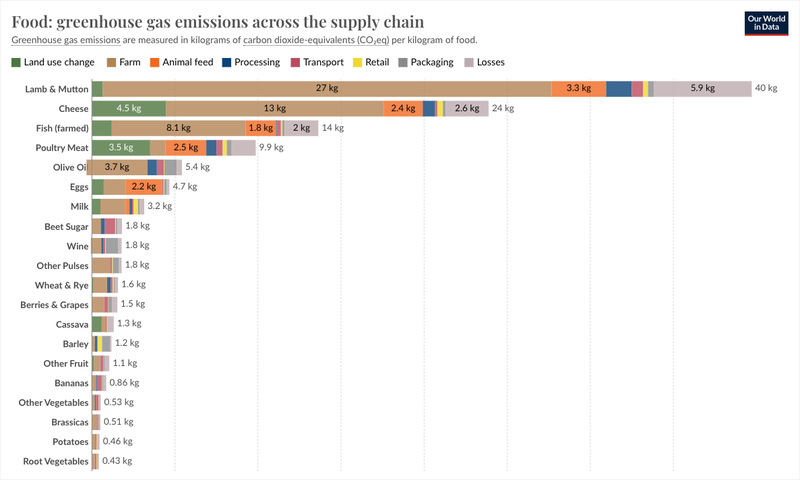 Food: greenhouse gas emissions across the supply chain
Our World in Data
Greenhouse gas emissions are measured in kilograms of carbon dioxide-equivalents (CO₂eq) per kilogram of food.
Land use change Farm Animal feed Processing Transport Retail Packaging Losses
Lamb & Mutton 27 kg 3.3 kg 5.9 kg 40 kg
Cheese 4.5 kg 13 kg 2.4 kg 2.6 kg 24 kg
Fish (farmed) 8.1 kg 1.8 kg 2 kg 14 kg
Poultry Meat 3.5 kg 2.5 kg 9.9 kg
Olive Oil 3.7 kg 5.4 kg
Eggs 2.2 kg 4.7 kg
Milk 3.2 kg
Beet Sugar 1.8 kg
Wine 1.8 kg
Other Pulses 1.8 kg
Wheat & Rye 1.6 kg
Berries & Grapes 1.5 kg
Cassava 1.3 kg
Barley 1.2 kg
Other Fruit 1.1 kg
Bananas 0.86 kg
Other Vegetables 0.53 kg
Brassicas 0.51 kg
Potatoes 0.46 kg
Root Vegetables 0.43 kg